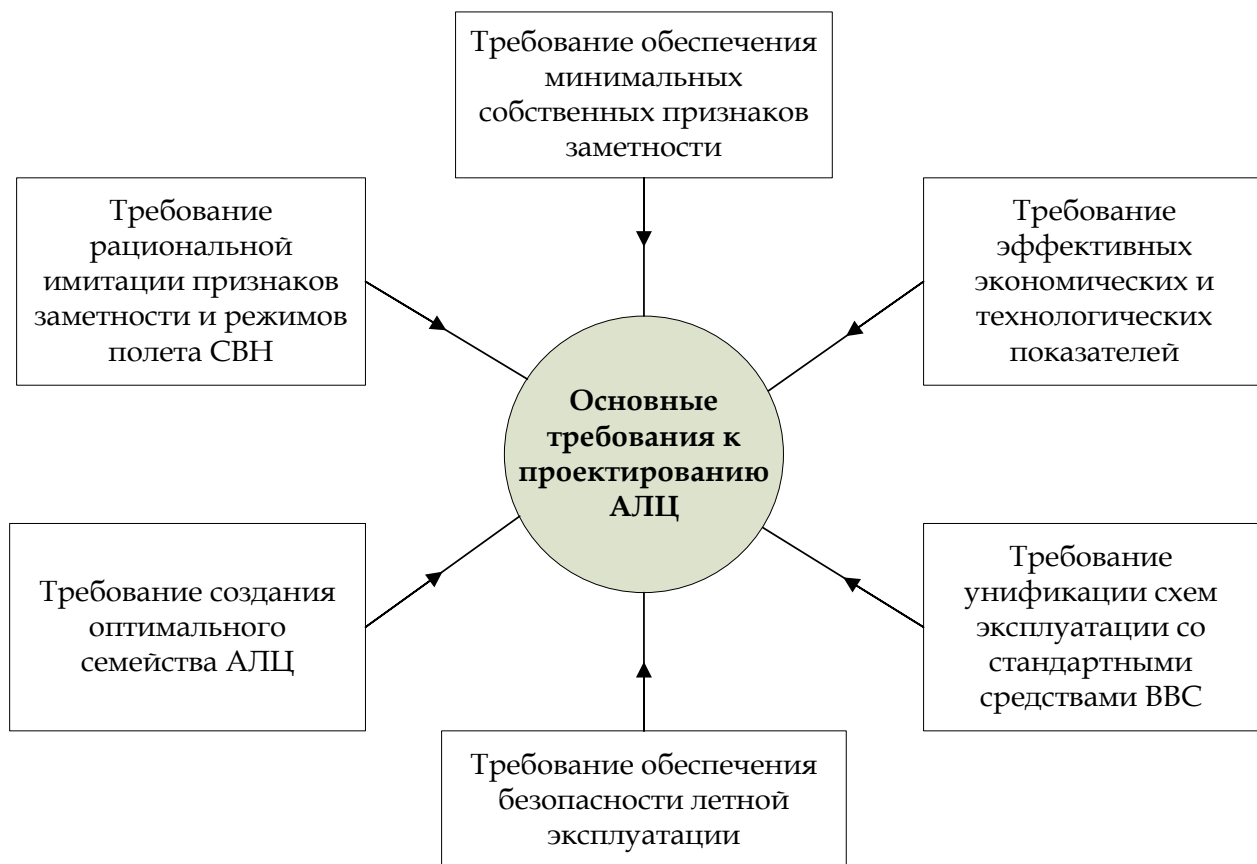 Требование обеспечения
минимальных
собственных признаков
заметности
Требование
рациональной
имитации признаков
заметности и режимов
полета СВН
Требование
эффективных
экономических и
технологических
показателей
Основные
требования к
проектированию
АЛЦ
Требование создания
оптимального
семейства АЛЦ
Требование
унификации схем
эксплуатации со
стандартными
средствами ВВС
Требование обеспечения
безопасности летной
эксплуатации